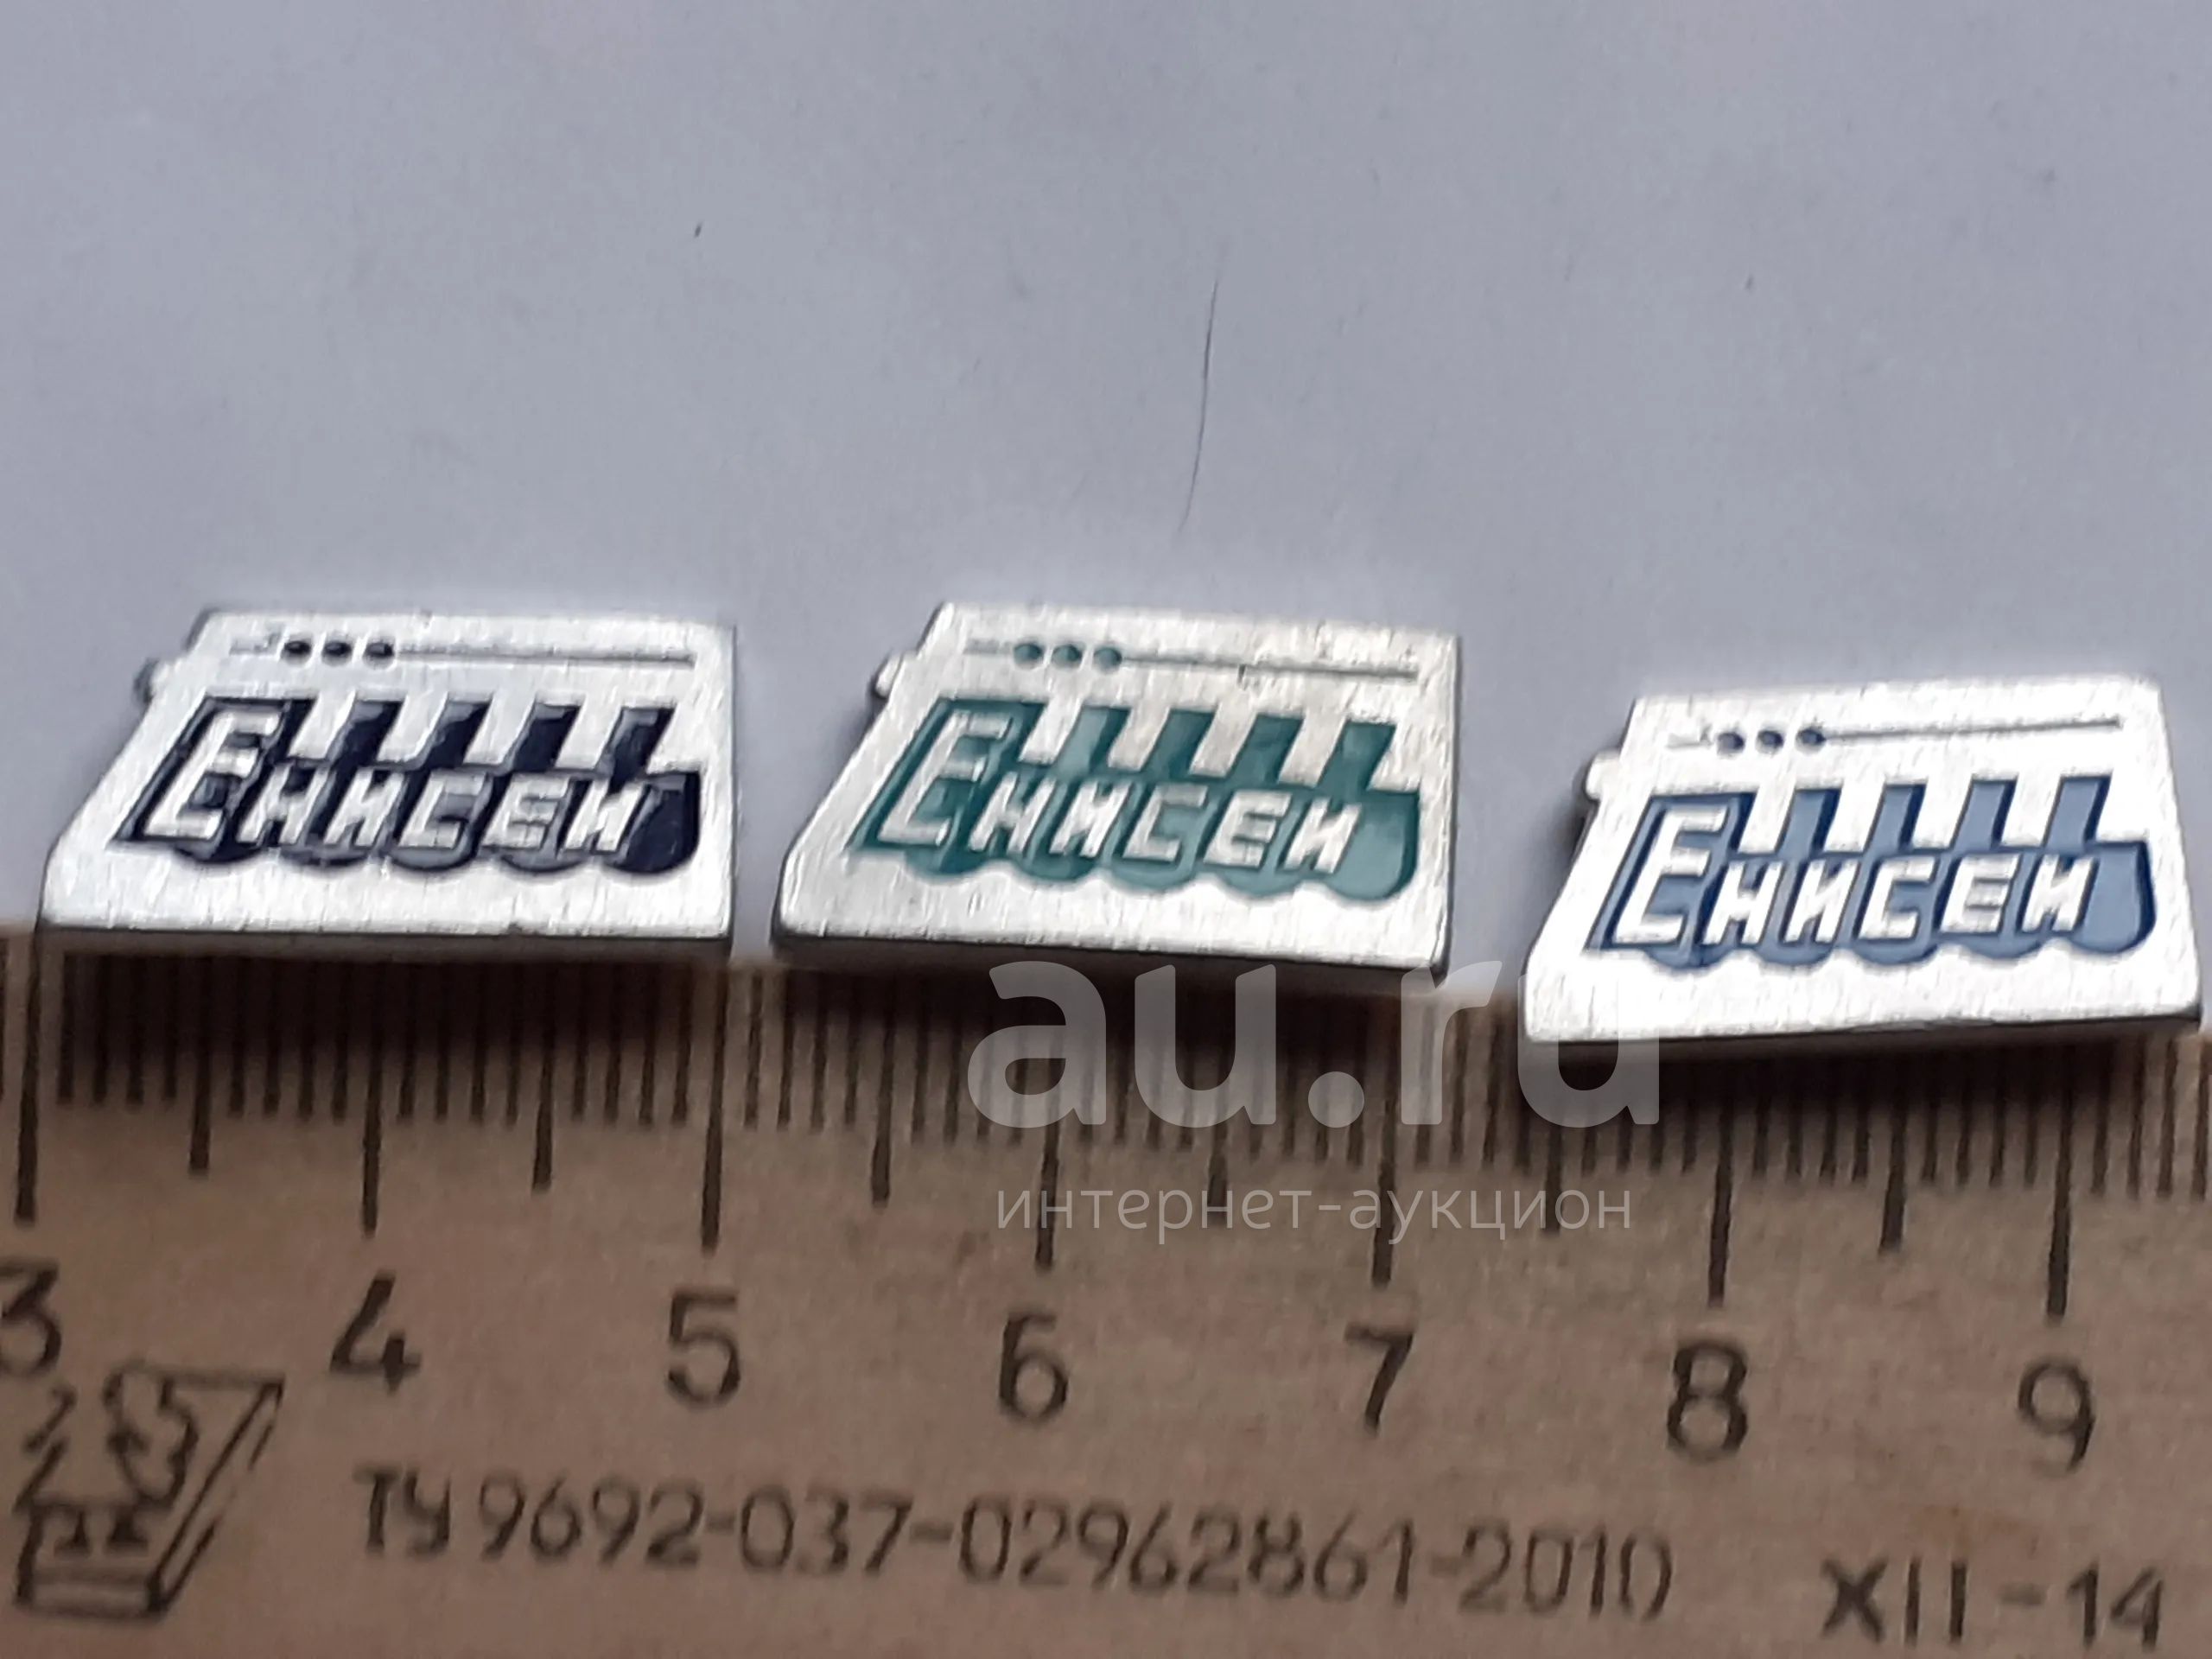 Енисей
Енисей
Енисей
au.ru
интернет-аукцион
3 4 5 6 7 8 9
ТУ 9692-037-02962861-2010 XII-14